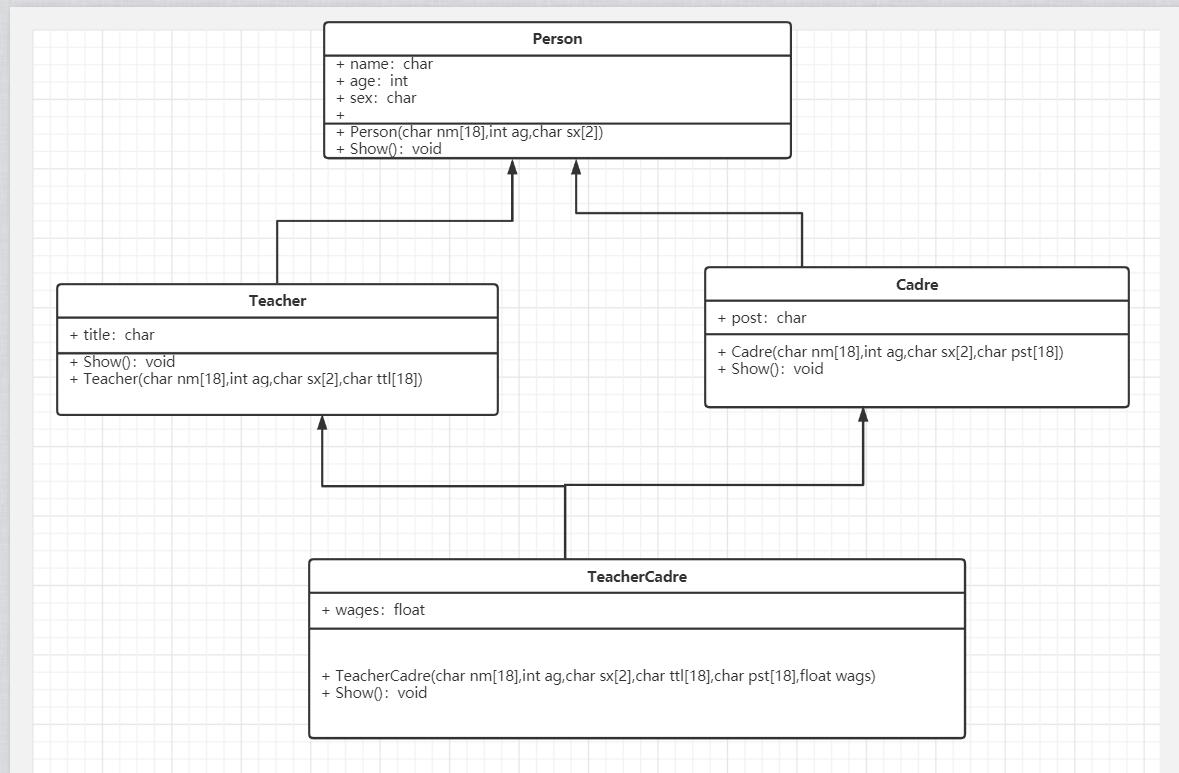 Person
+ name：char
+ age：int
+ sex：char
+
+ Person(char nm[18],int ag,char sx[2])
+ Show()：void
Teacher
+ title：char
+ Show()：void
+ Teacher(char nm[18],int ag,char sx[2],char ttl[18])
Cadre
+ post：char
+ Cadre(char nm[18],int ag,char sx[2],char pst[18])
+ Show()：void
TeacherCadre
+ wages：float
+ TeacherCadre(char nm[18],int ag,char sx[2],char ttl[18],char pst[18],float wags)
+ Show()：void